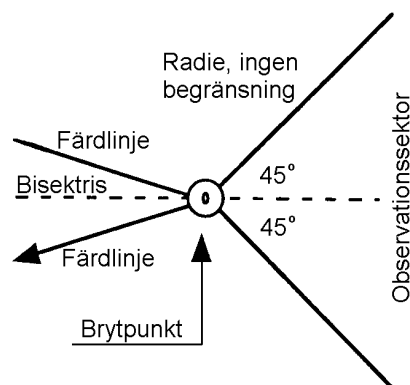 Radie, ingen
begränsning
Färdlinje
Bisektris
45°
45°
Färdlinje
Brytpunkt
Observationssektor